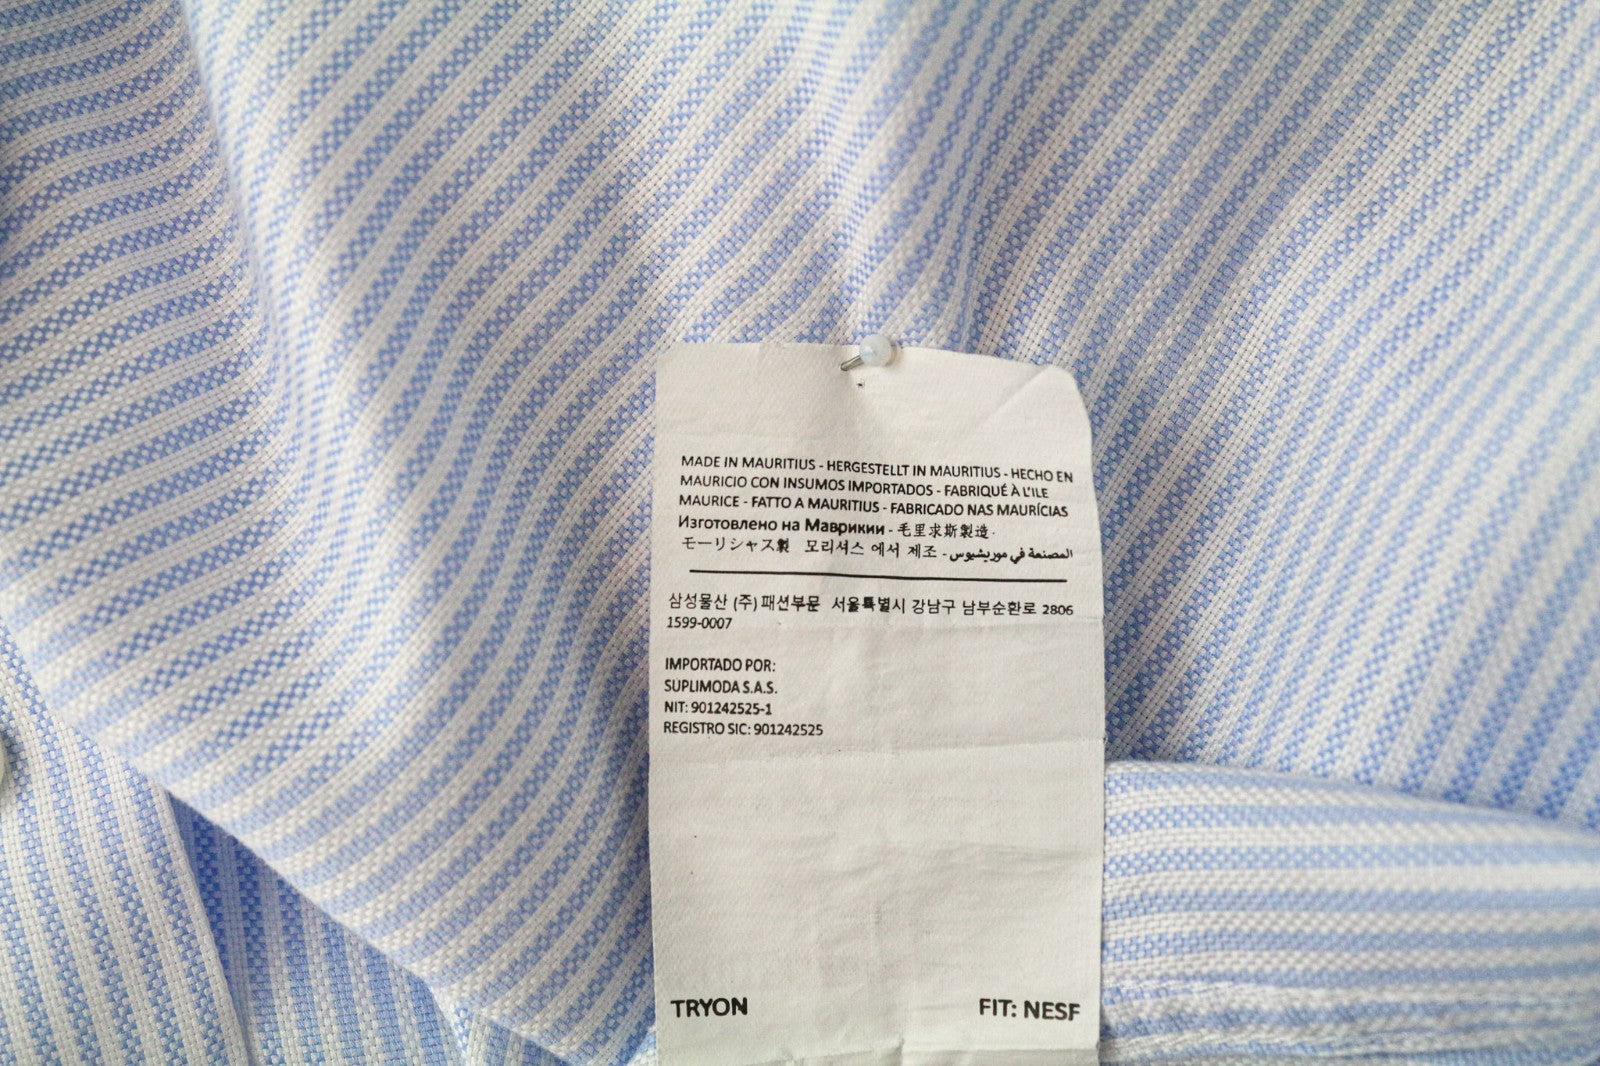 MADE IN MAURITIUS - HERGESTELLT IN MAURITIUS - HECHO EN
MAURICIO CON INSUMOS IMPORTADOS - FABRIQUÉ À L'ILE
MAURICE - FATTO A MAURITIUS - FABRICADO NAS MAURÍCIAS
Изготовлено на Маврикии - 毛里求斯製造 ·
モーリシャス製 모리셔스 에서 제조 - المصنعة في موريشيوس
삼성물산 (주) 패션부문 서울특별시 강남구 남부순환로 2806
1599-0007
IMPORTADO POR:
SUPLIMODA S.A.S.
NIT: 901242525-1
REGISTRO SIC: 901242525
TRYON FIT: NESF